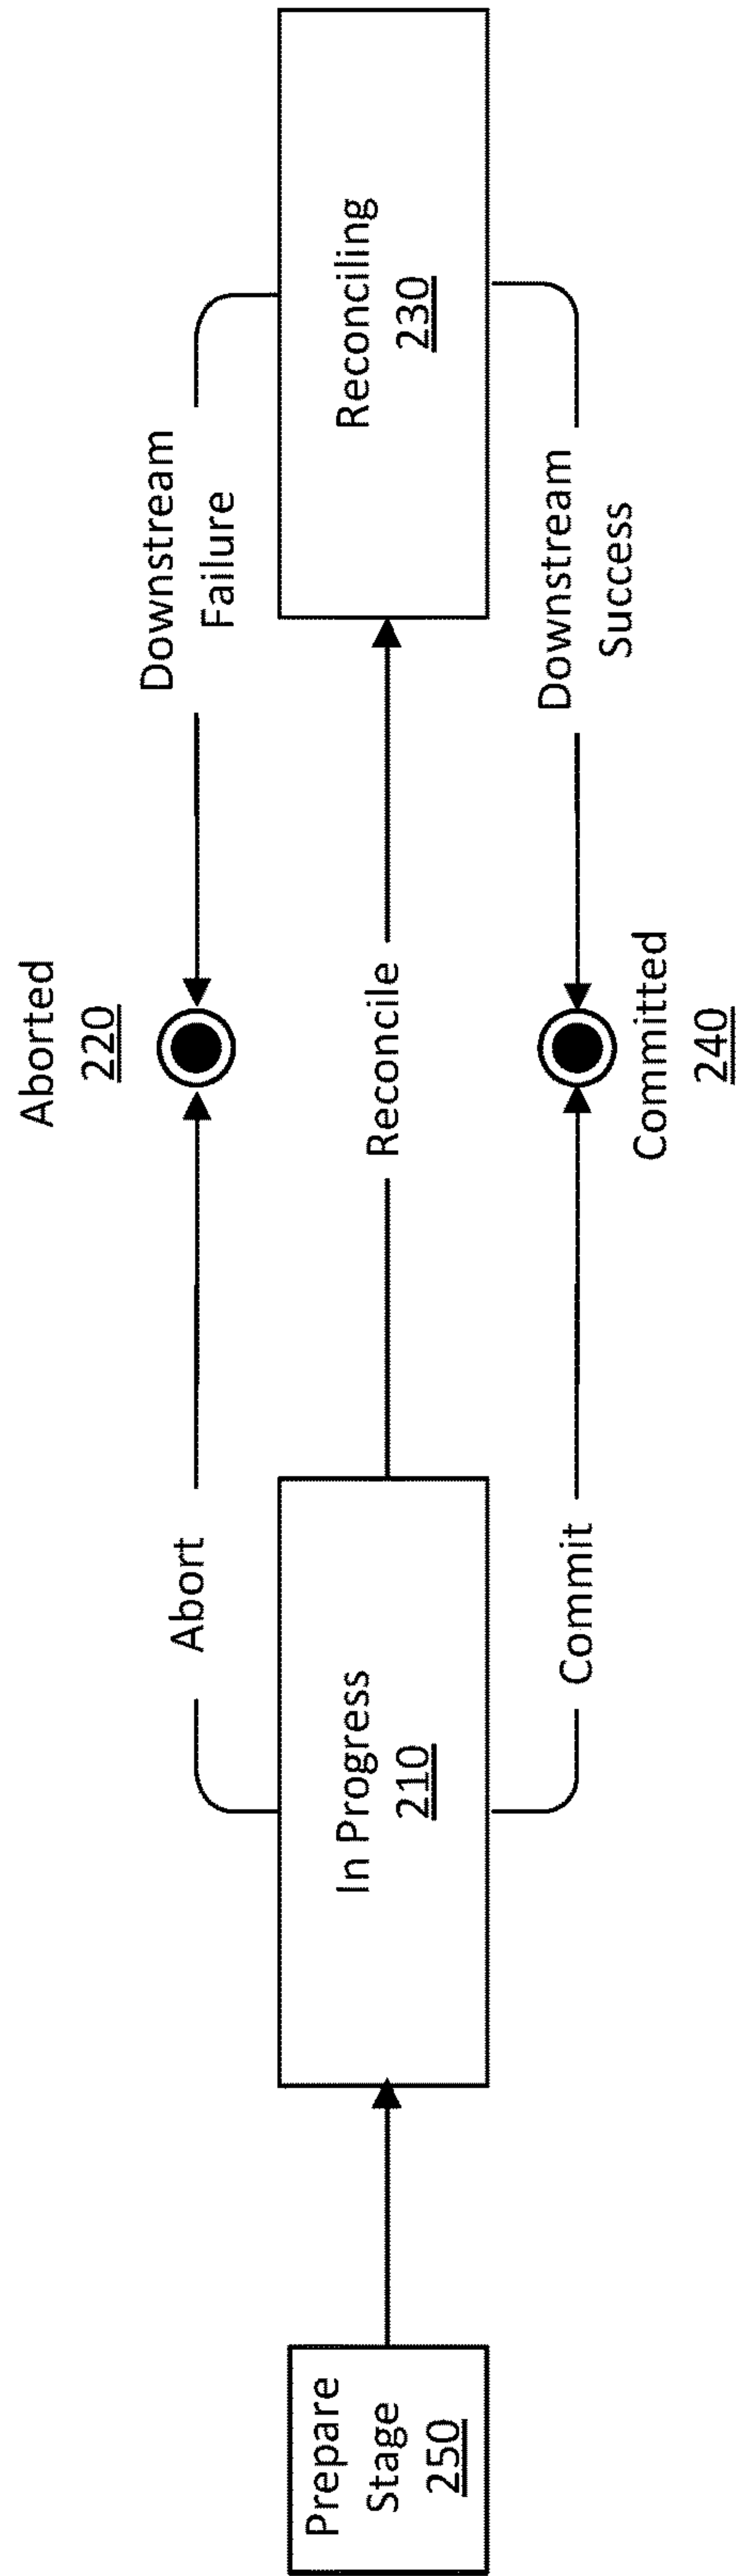 Aborted
220
Abort
Downstream
Failure
Prepare
Stage
250
In Progress
210
Reconcile
Reconciling
230
Commit
Downstream
Success
Committed
240